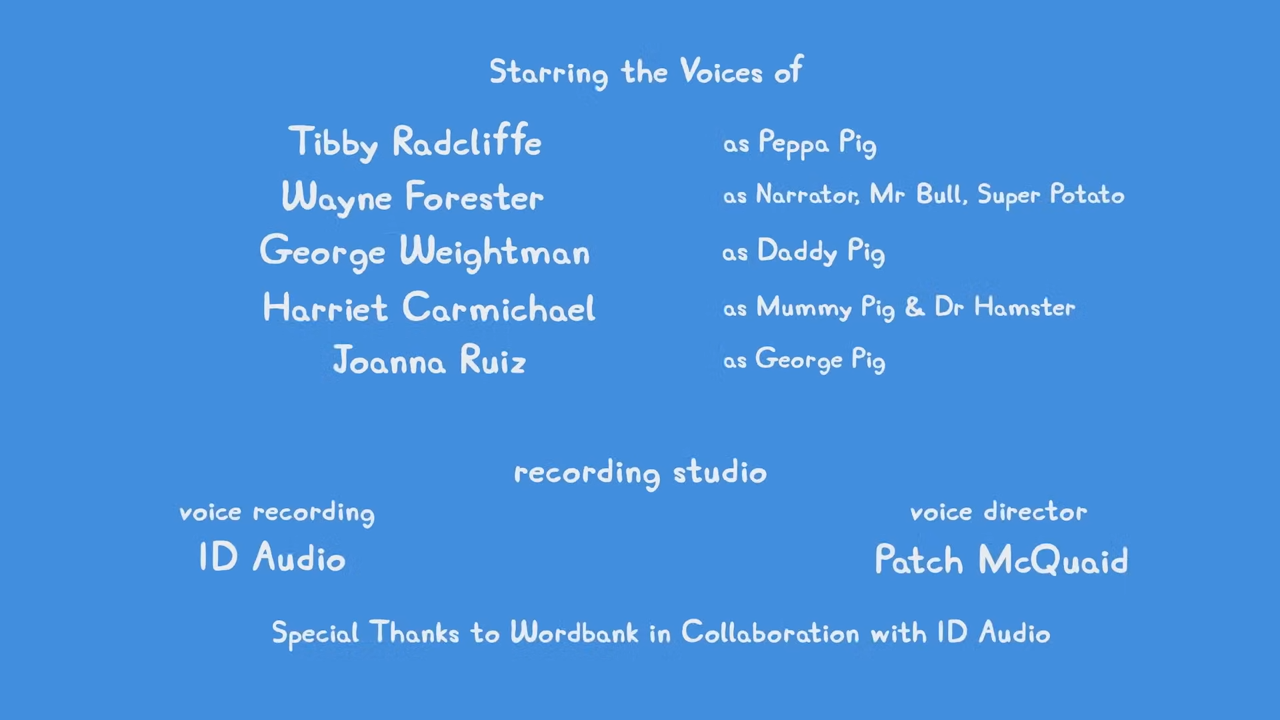 Starring the Voices of
Tibby Radcliffe as Peppa Pig
Wayne Forester as Narrator, Mr Bull, Super Potato
George Weightman as Daddy Pig
Harriet Carmichael as Mummy Pig & Dr Hamster
Joanna Ruiz as George Pig
recording studio
voice recording voice director
ID Audio Patch McQuaid
Special Thanks to Wordbank in Collaboration with ID Audio